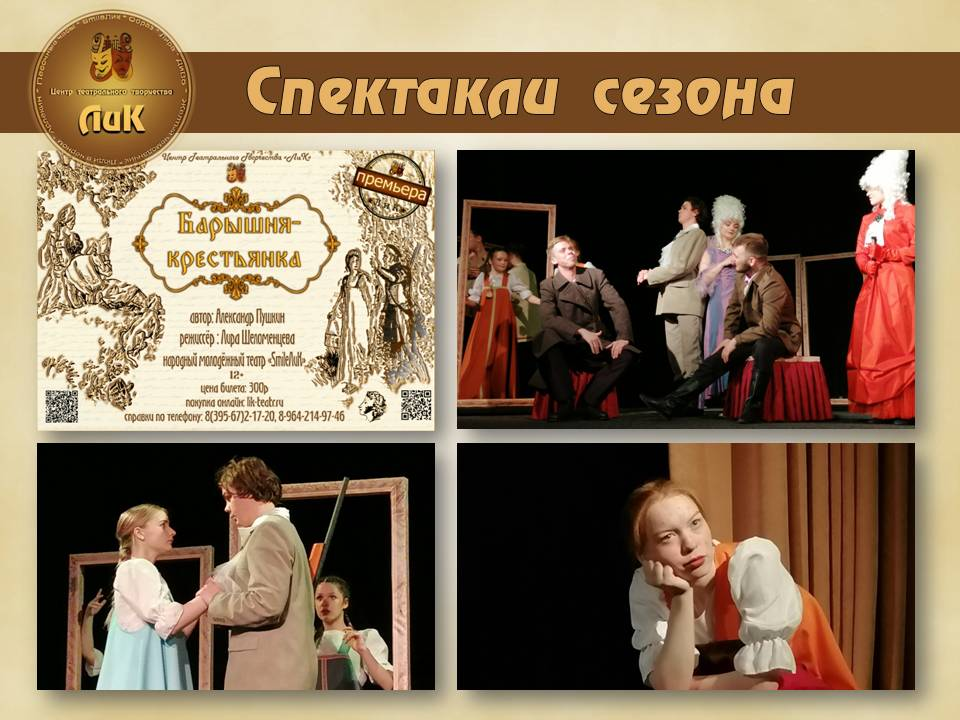 Центр театрального творчества
ЛиК
Спектакли сезона
Центр Театрального Творчества «ЛиК»
премьера
Барышня-
крестьянка
автор: Александр Пушкин
режиссёр : Лира Шеломенцева
народный молодёжный театр «SmileЛиК»
12+
цена билета: 300р
покупка онлайн: lik-teatr.ru
справки по телефону: 8(395-67)2-17-20, 8-964-214-97-46